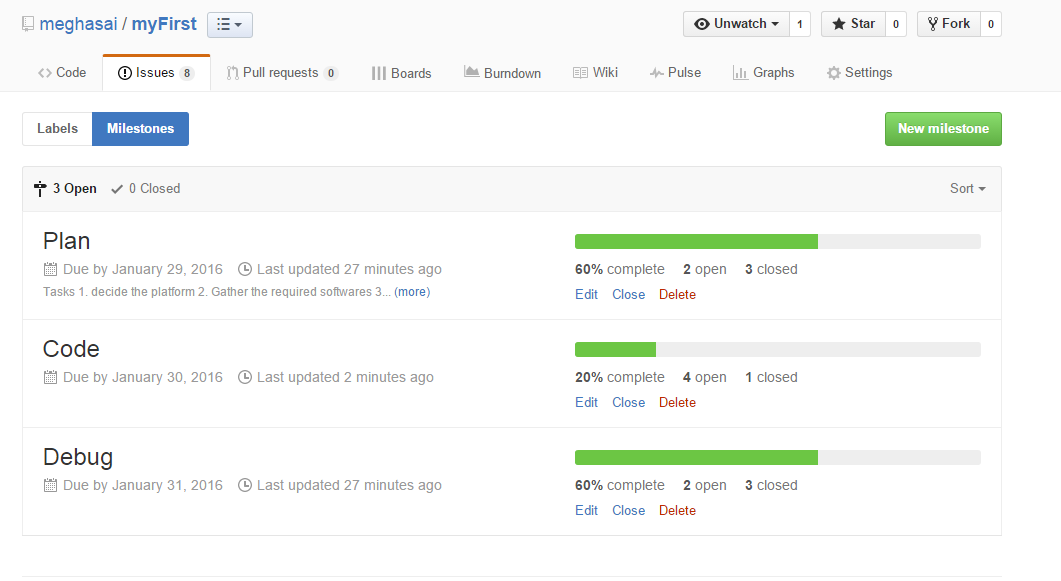 meghasai / myFirst Unwatch 1 Star 0 Fork 0
Code Issues 8 Pull requests 0 Boards Burndown Wiki Pulse Graphs Settings
Labels Milestones New milestone
3 Open 0 Closed Sort
Plan
Due by January 29, 2016 Last updated 27 minutes ago 60% complete 2 open 3 closed
Tasks 1. decide the platform 2. Gather the required softwares 3... (more) Edit Close Delete
Code
Due by January 30, 2016 Last updated 2 minutes ago 20% complete 4 open 1 closed
Edit Close Delete
Debug
Due by January 31, 2016 Last updated 27 minutes ago 60% complete 2 open 3 closed
Edit Close Delete